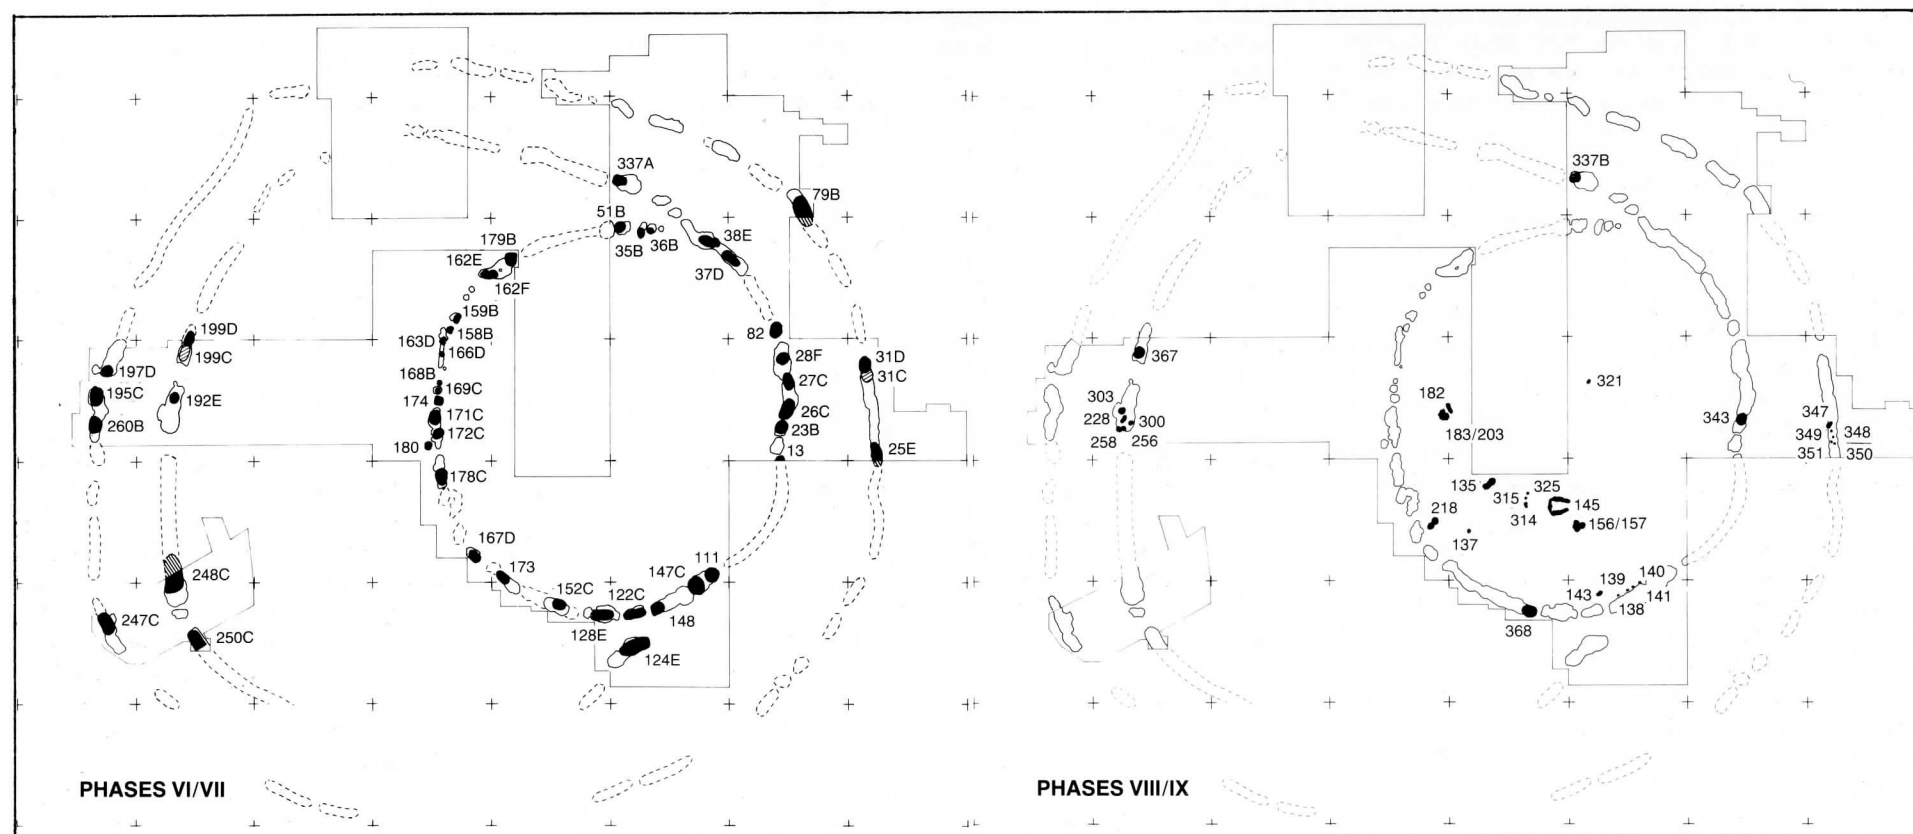 337A
79B
51B
35B
36B
38E
37D
179B
162E
162F
159B
158B
163D
166D
168B
169C
174
171C
172C
180
178C
199D
199C
197D
195C
192E
260B
82
28F
27C
26C
23B
13
31D
31C
25E
167D
173
152C
122C
128E
147C
111
148
124E
248C
247C
250C
PHASES VI/VII
337B
367
303
228
300
258
256
182
183/203
321
343
347
349
348
351
350
135
315
325
314
145
156/157
218
137
139
140
143
141
138
368
PHASES VIII/IX